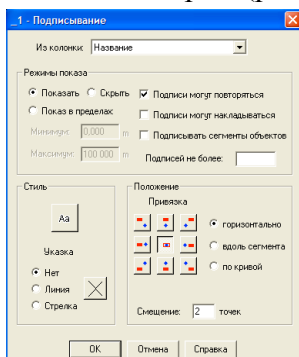 _1 - Подписывание
Из колонки: Название
Режимы показа
Показать Скрыть Подписи могут повторяться
Показ в пределах Подписи могут накладываться
Минимум: 0,000 m Подписывать сегменты объектов
Максимум: 100 000 m Подписей не более:
Стиль
Положение
Привязка
Aa
горизонтально
Указка
вдоль сегмента
Нет
по кривой
Линия
Стрелка
Смещение: 2 точек
OK Отмена Справка